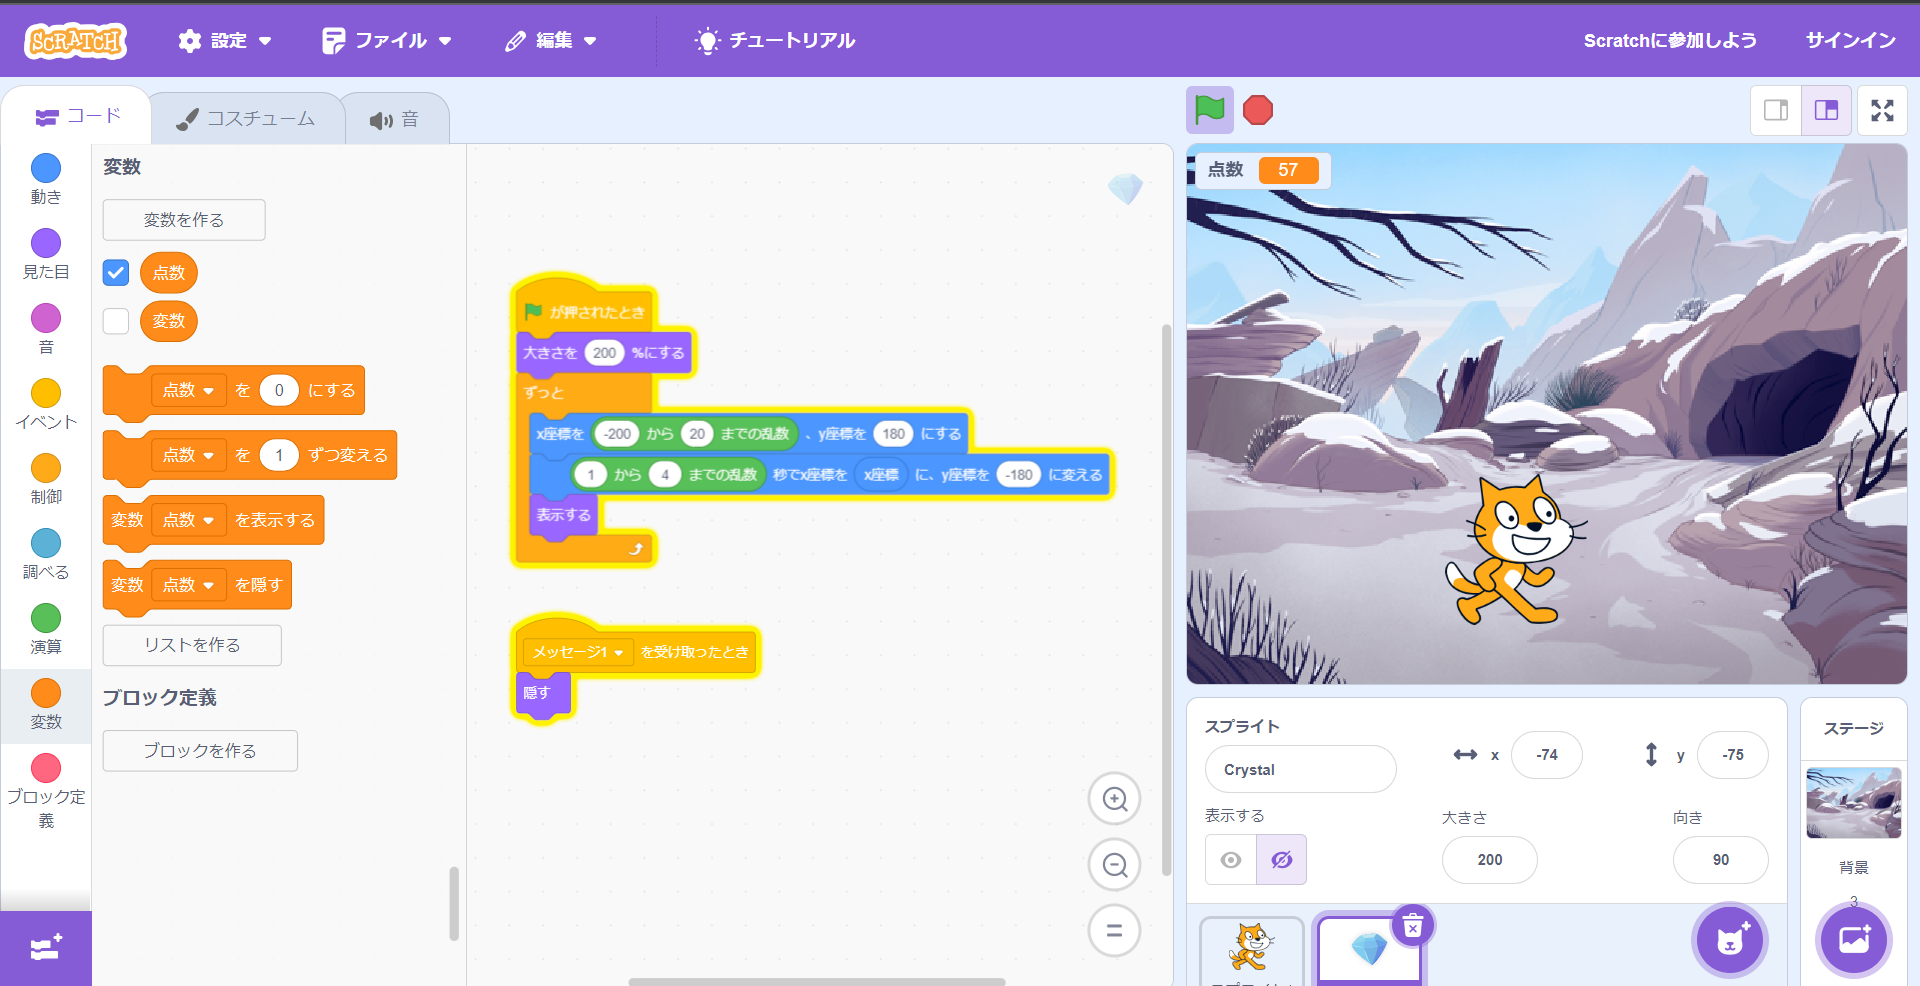 SCRATCH 設定 ファイル 編集 チュートリアル Scratchに参加しよう サインイン
コード コスチューム 音
動き
見た目
音
イベント
制御
調べる
演算
変数
ブロック定
義
変数
変数を作る
点数
変数
点数 を 0 にする
点数 を 1 ずつ変える
変数 点数 を表示する
変数 点数 を隠す
リストを作る
ブロック定義
ブロックを作る
が押されたとき
大きさを 200 %にする
ずっと
x座標を -200 から 20 までの乱数 、y座標を 180 にする
1 から 4 までの乱数 秒でx座標を x座標 に、y座標を -180 に変える
表示する
メッセージ1 を受け取ったとき
隠す
点数 57
スプライト
Crystal x -74 y -75
表示する 大きさ 向き
200 90
ステージ
背景
3